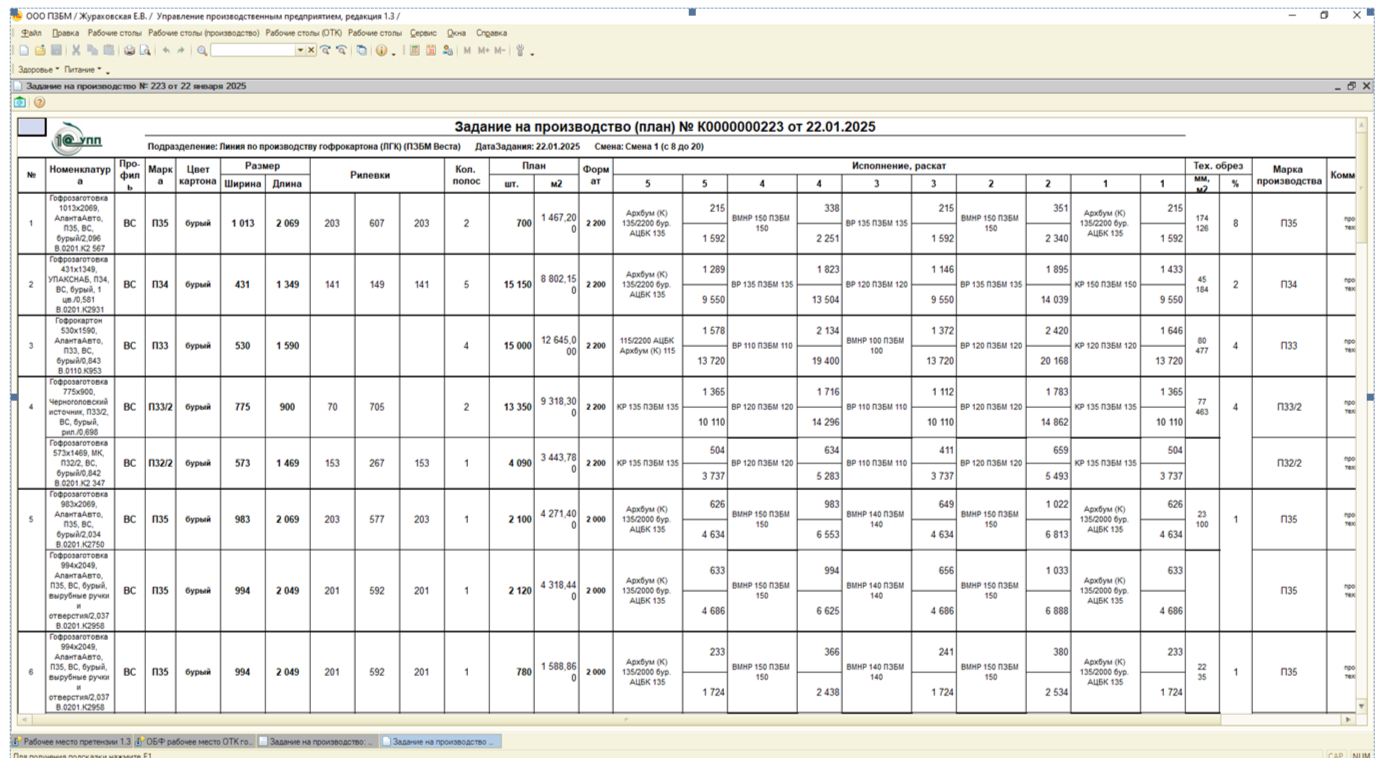 ООО ПЗБМ / Жураховская Е.В. / Управление производственным предприятием, редакция 1.3 /
Файл Правка Рабочие столы Рабочие столы (производство) Рабочие столы (ОТК) Рабочие столы Сервис Окна Справка
M M+ M-
Здоровье Питание
Задание на производство № 223 от 22 января 2025
1С УПП
Задание на производство (план) № К0000000223 от 22.01.2025
Подразделение: Линия по производству гофрокартона (ЛГК) (ПЗБМ Веста) ДатаЗадания: 22.01.2025 Смена: Смена 1 (с 8 до 20)
№ Номенклатура Профиль Марка Цвет картона Размер Рилевки Кол. полос План Формат Исполнение, раскат Тех. обрез Марка производства Комм
Ширина Длина шт. м2 5 5 4 4 3 3 2 2 1 1 мм, м2 %
1 Гофрозаготовка 1013х2069, АлантаАвто, П35, ВС, бурый/2,096 В.0201.К2 567 ВС П35 бурый 1 013 2 069 203 607 203 2 700 1 467,200 2 200 Архбум (К) 135/2200 бур. АЦБК 135 215 1 592 ВМНР 150 ПЗБМ 150 338 2 251 ВР 135 ПЗБМ 135 215 1 592 ВМНР 150 ПЗБМ 150 351 2 340 Архбум (К) 135/2200 бур. АЦБК 135 215 1 592 174 126 8 П35 про тех
2 Гофрозаготовка 431х1349, УПАКСНАБ, П34, ВС, бурый, 1 цв./0,581 В.0201.К2931 ВС П34 бурый 431 1 349 141 149 141 5 15 150 8 802,150 2 200 Архбум (К) 135/2200 бур. АЦБК 135 1 289 9 550 ВР 135 ПЗБМ 135 1 823 13 504 ВР 120 ПЗБМ 120 1 146 9 550 ВР 135 ПЗБМ 135 1 895 14 039 КР 150 ПЗБМ 150 1 433 9 550 45 184 2 П34 про тех
3 Гофрокартон 530х1590, АлантаАвто, П33, ВС, бурый/0,843 В.0110.К953 ВС П33 бурый 530 1 590 4 15 000 12 645,000 2 200 115/2200 АЦБК Архбум (К) 115 1 578 13 720 ВР 110 ПЗБМ 110 2 134 19 400 ВМНР 100 ПЗБМ 100 1 372 13 720 ВР 120 ПЗБМ 120 2 420 20 168 КР 120 ПЗБМ 120 1 646 13 720 80 477 4 П33 про тех
4 Гофрозаготовка 775х900, Черноголовский источник, П33/2, ВС, бурый, рил./0,698 ВС П33/2 бурый 775 900 70 705 2 13 350 9 318,300 2 200 КР 135 ПЗБМ 135 1 365 10 110 ВР 120 ПЗБМ 120 1 716 14 296 ВР 110 ПЗБМ 110 1 112 10 110 ВР 120 ПЗБМ 120 1 783 14 862 КР 135 ПЗБМ 135 1 365 10 110 77 463 4 П33/2 про тех
Гофрозаготовка 573х1469, МК, П32/2, ВС, бурый/0,842 В.0201.К2 347 ВС П32/2 бурый 573 1 469 153 267 153 1 4 090 3 443,780 2 200 КР 135 ПЗБМ 135 504 3 737 ВР 120 ПЗБМ 120 634 5 283 ВР 110 ПЗБМ 110 411 3 737 ВР 120 ПЗБМ 120 659 5 493 КР 135 ПЗБМ 135 504 3 737 П32/2 про тех
5 Гофрозаготовка 983х2069, АлантаАвто, П35, ВС, бурый/2,034 В.0201.К2750 ВС П35 бурый 983 2 069 203 577 203 1 2 100 4 271,400 2 000 Архбум (К) 135/2000 бур. АЦБК 135 626 4 634 ВМНР 150 ПЗБМ 150 983 6 553 ВМНР 140 ПЗБМ 140 649 4 634 ВМНР 150 ПЗБМ 150 1 022 6 813 Архбум (К) 135/2000 бур. АЦБК 135 626 4 634 23 100 1 П35 про тех
Гофрозаготовка 994х2049, АлантаАвто, П35, ВС, бурый, вырубные ручки и отверстия/2,037 В.0201.К2958 ВС П35 бурый 994 2 049 201 592 201 1 2 120 4 318,440 2 000 Архбум (К) 135/2000 бур. АЦБК 135 633 4 686 ВМНР 150 ПЗБМ 150 994 6 625 ВМНР 140 ПЗБМ 140 656 4 686 ВМНР 150 ПЗБМ 150 1 033 6 888 Архбум (К) 135/2000 бур. АЦБК 135 633 4 686 П35 про тех
6 Гофрозаготовка 994х2049, АлантаАвто, П35, ВС, бурый, вырубные ручки и отверстия/2,037 В.0201.К2958 ВС П35 бурый 994 2 049 201 592 201 1 780 1 588,860 2 000 Архбум (К) 135/2000 бур. АЦБК 135 233 1 724 ВМНР 150 ПЗБМ 150 366 2 438 ВМНР 140 ПЗБМ 140 241 1 724 ВМНР 150 ПЗБМ 150 380 2 534 Архбум (К) 135/2000 бур. АЦБК 135 233 1 724 22 35 1 П35 про тех
Рабочее место претензии 1.3 ОБФ рабочее место ОТК го... Задание на производство: ... Задание на производство ...
Для получения подсказки нажмите F1 CAP NUM